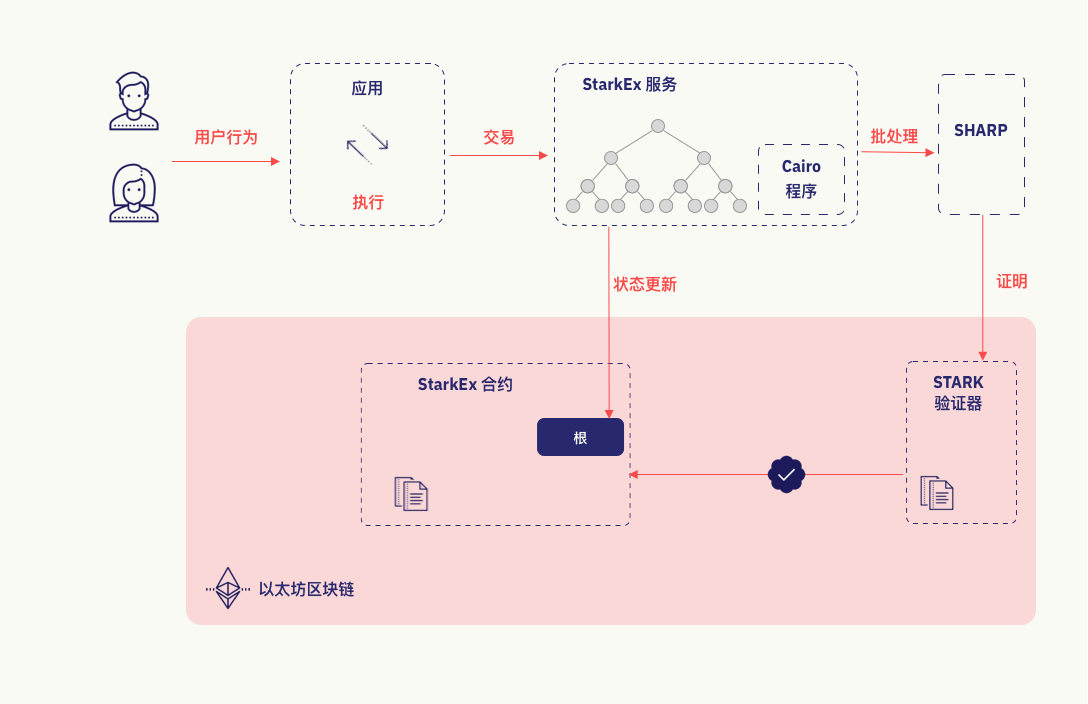 应用
StarkEx 服务
用户行为
交易
批处理
SHARP
Cairo
程序
执行
状态更新
证明
StarkEx 合约
STARK
验证器
根
以太坊区块链